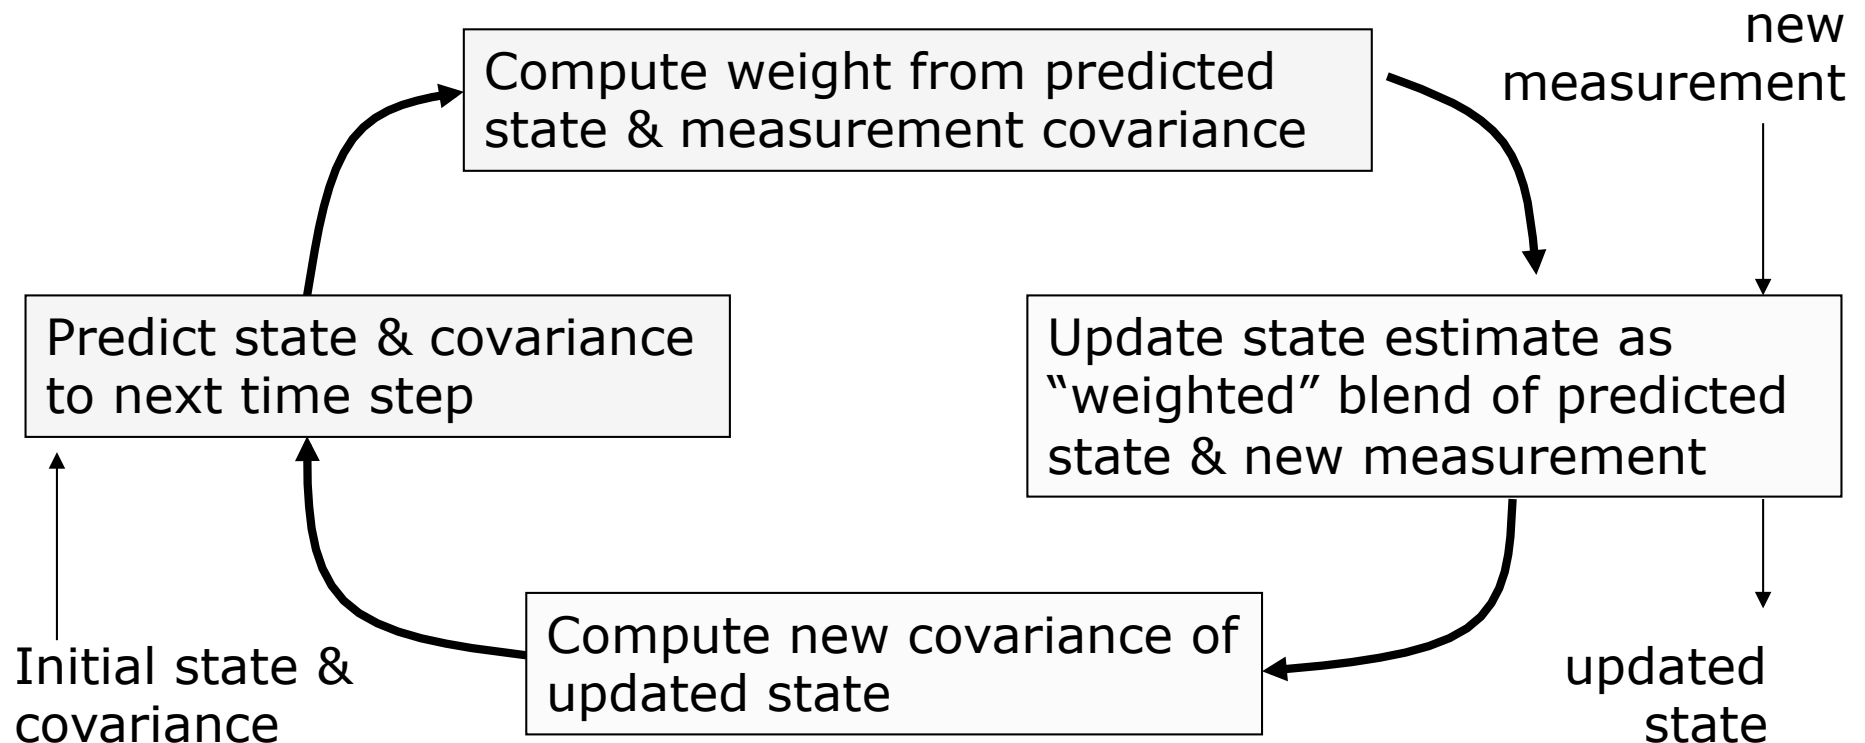 new
measurement
Compute weight from predicted
state & measurement covariance
Predict state & covariance
to next time step
Update state estimate as
“weighted” blend of predicted
state & new measurement
Compute new covariance of
updated state
Initial state &
covariance
updated
state